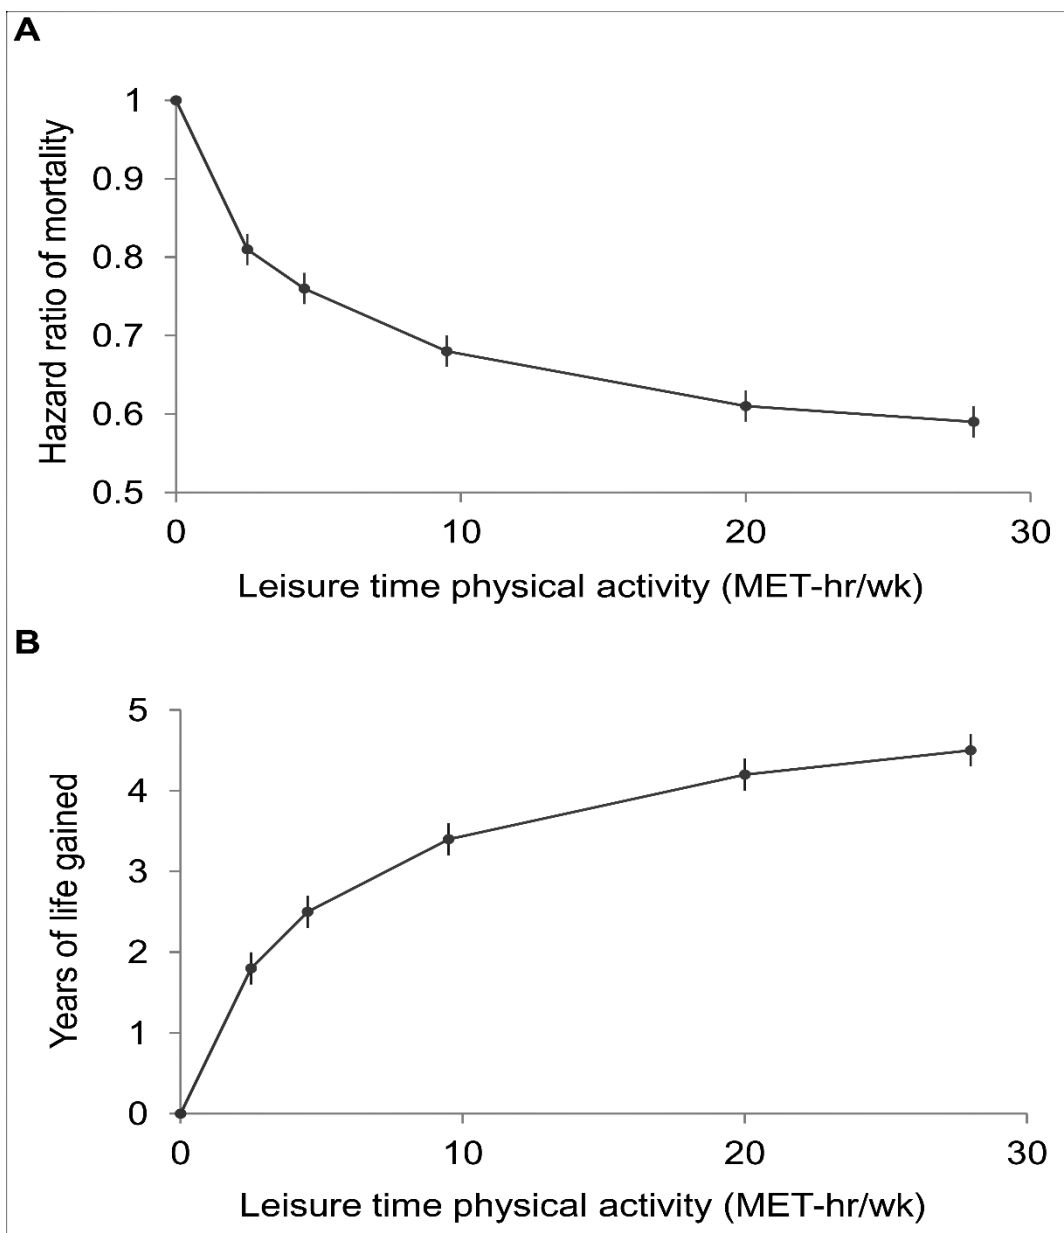 A
Hazard ratio of mortality
1
0.9
0.8
0.7
0.6
0.5
0 10 20 30
Leisure time physical activity (MET-hr/wk)
B
Years of life gained
5
4
3
2
1
0
0 10 20 30
Leisure time physical activity (MET-hr/wk)